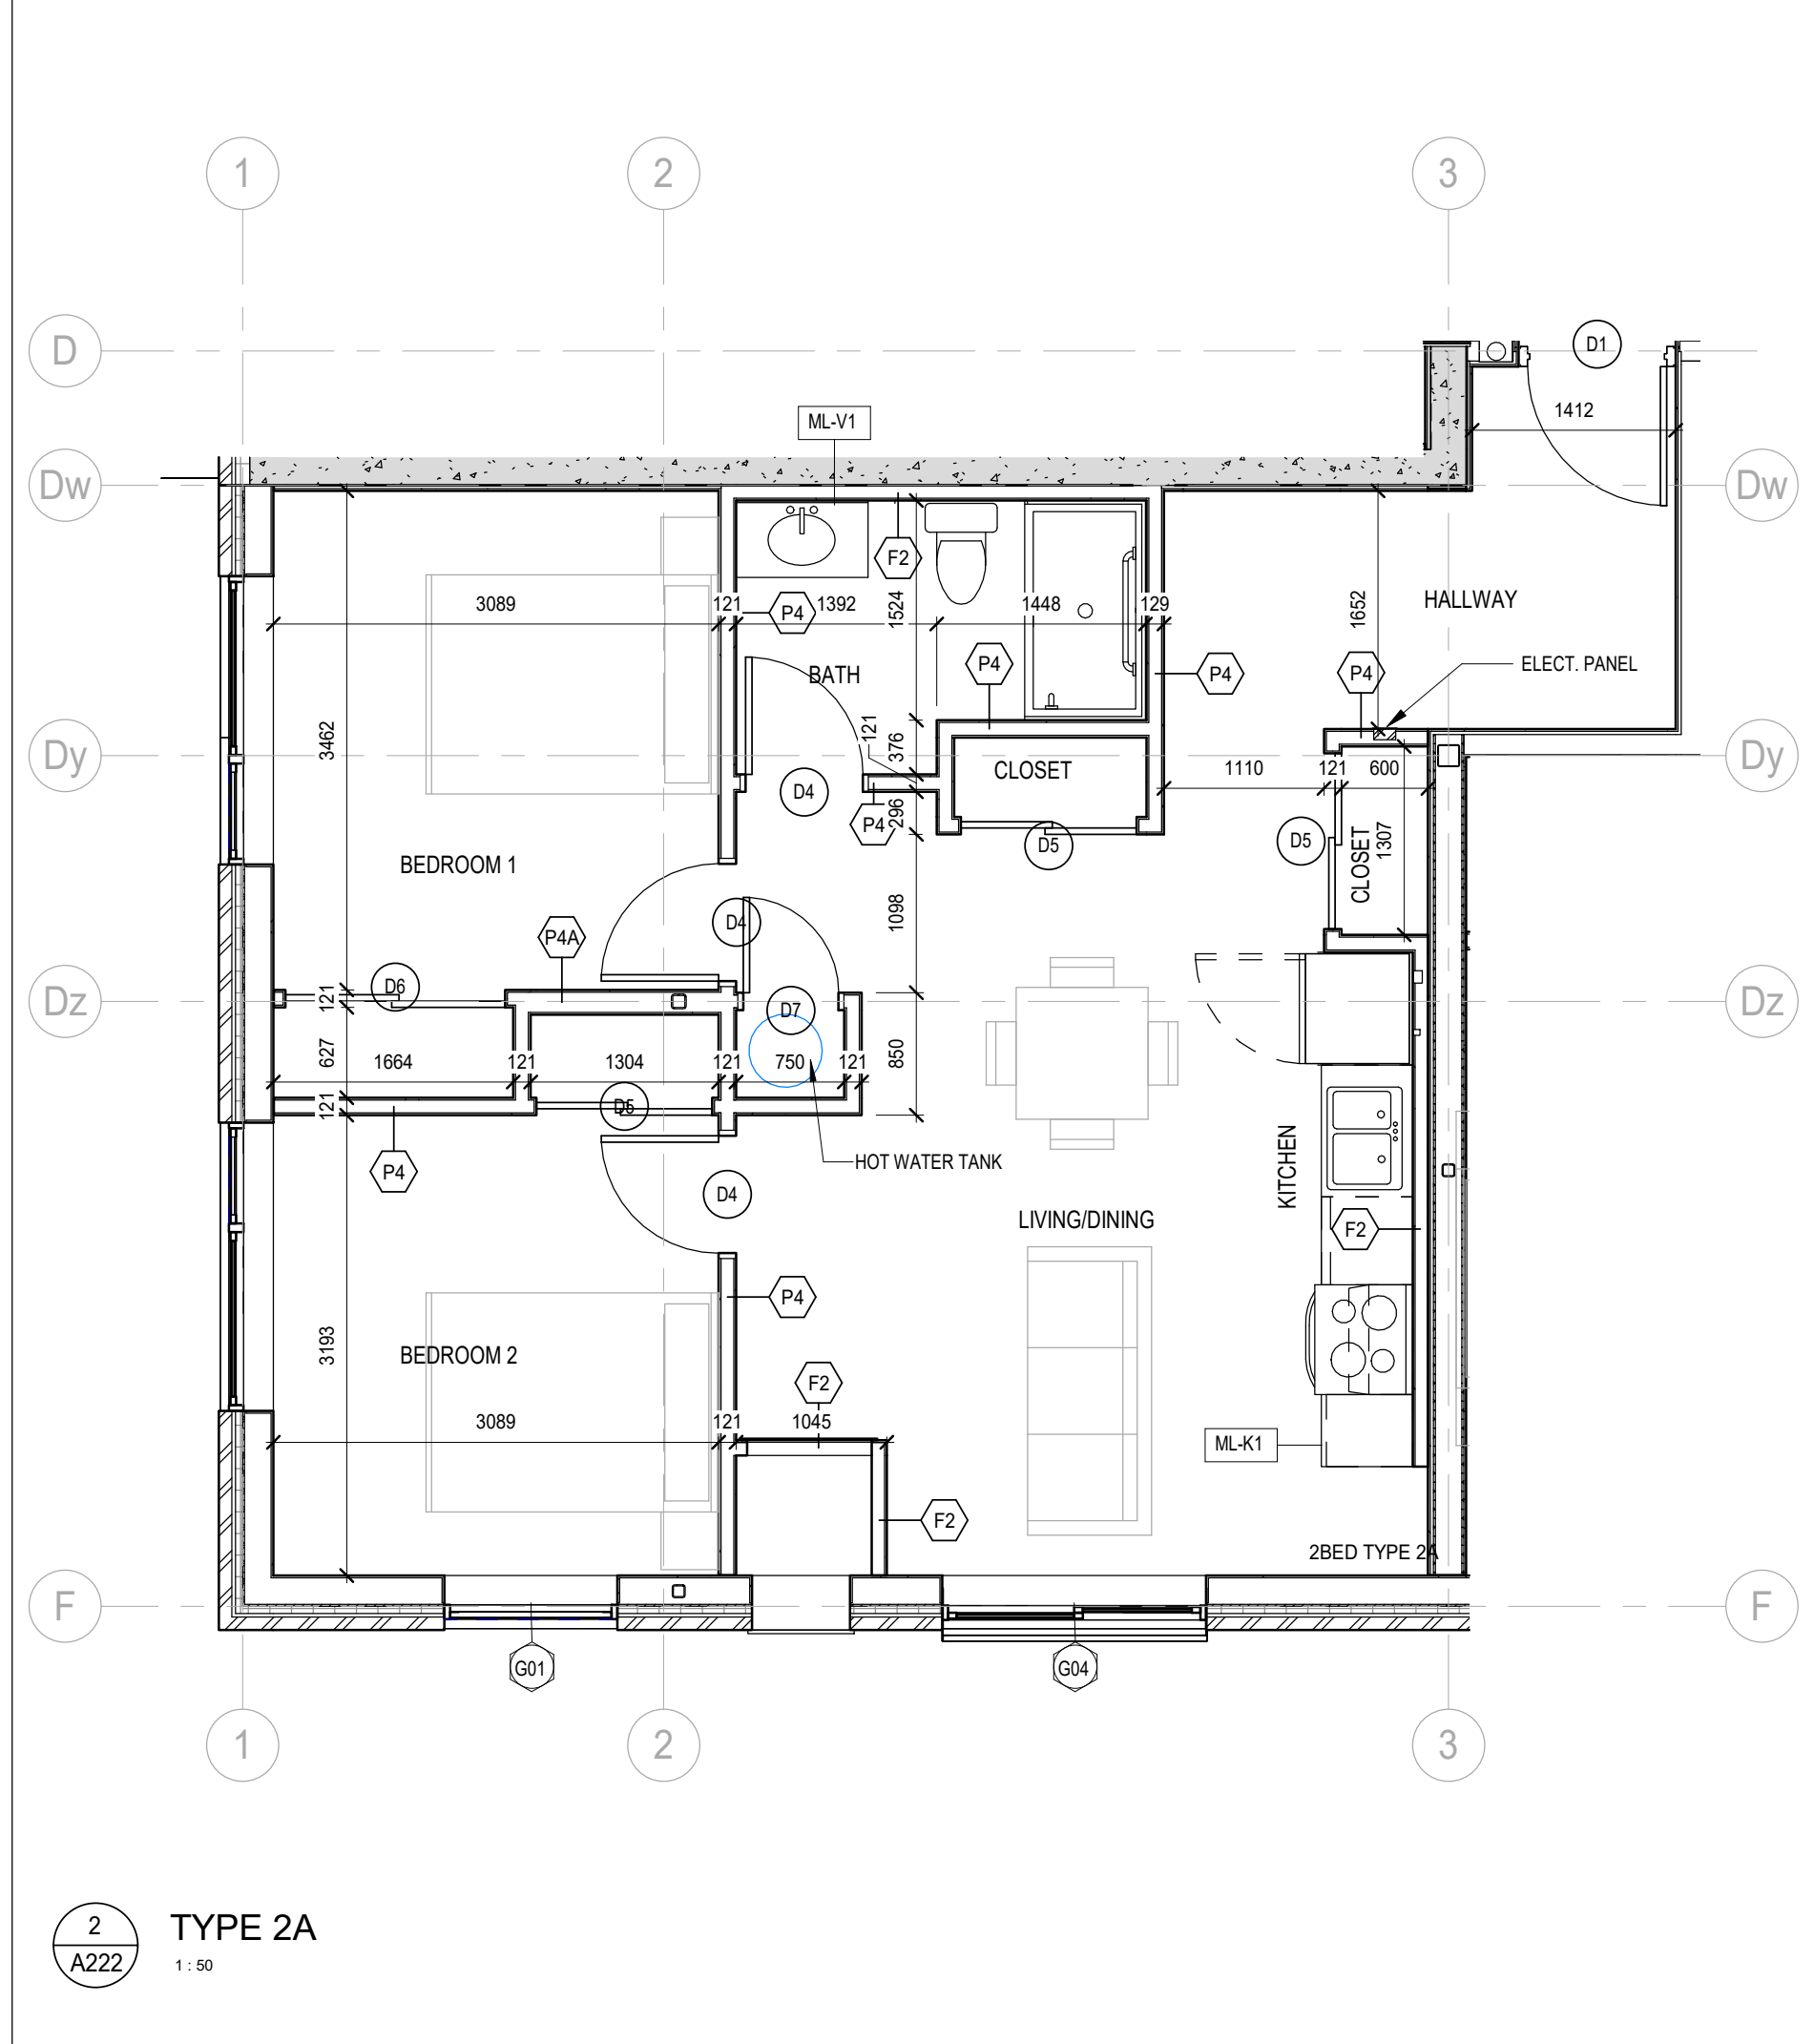 1 2 3
D D1
1412
ML-V1
Dw Dw
F2
3089 121 P4 1392 1524 1448 129 1652 HALLWAY
BATH P4 P4 P4 ELECT. PANEL
3462 121 376
Dy Dy
D4 CLOSET 1110 121 600
P4 296 D5 D5 CLOSET 1307
BEDROOM 1
P4A D4 1098
D6 121
Dz D7 Dz
627 1664 121 1304 121 750 121 850
121 D5
P4 HOT WATER TANK KITCHEN
D4
LIVING/DINING F2
P4
3193 BEDROOM 2
F2
3089 121 1045 ML-K1
F2
2BED TYPE 2A
F F
G01 G04
1 2 3
2 TYPE 2A
A222 1 : 50